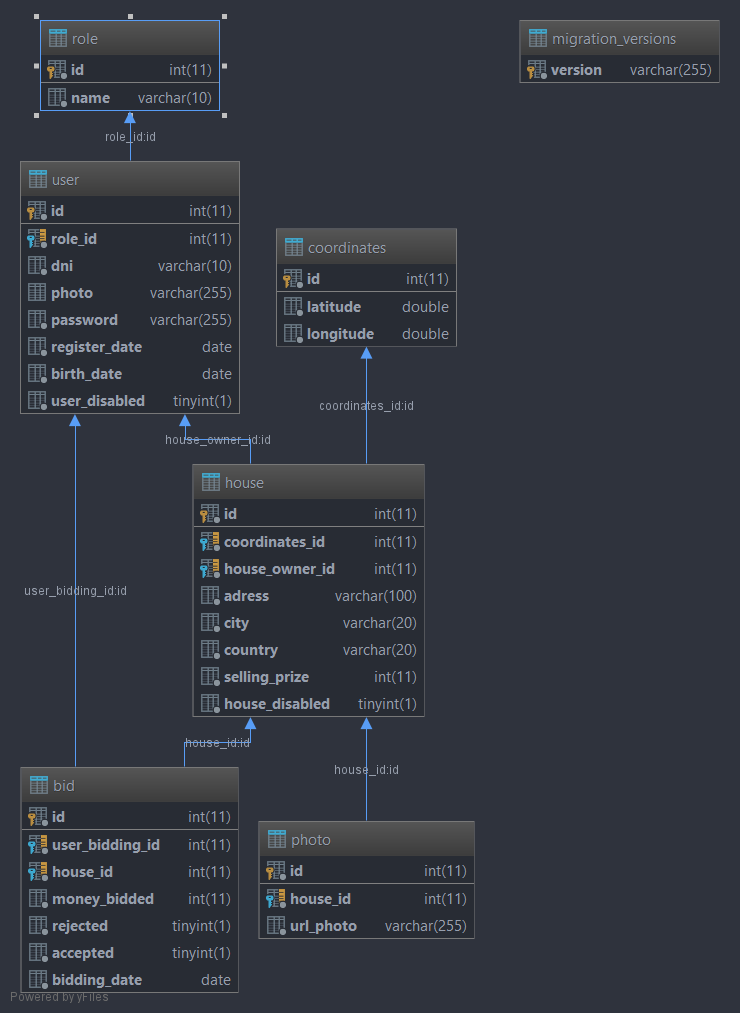 role
id int(11)
name varchar(10)
migration_versions
version varchar(255)
role_id:id
user
id int(11)
role_id int(11)
dni varchar(10)
photo varchar(255)
password varchar(255)
register_date date
birth_date date
user_disabled tinyint(1)
coordinates
id int(11)
latitude double
longitude double
coordinates_id:id
house_owner_id:id
house
id int(11)
coordinates_id int(11)
house_owner_id int(11)
adress varchar(100)
city varchar(20)
country varchar(20)
selling_prize int(11)
house_disabled tinyint(1)
user_bidding_id:id
house_id:id
house_id:id
bid
id int(11)
user_bidding_id int(11)
house_id int(11)
money_bidded int(11)
rejected tinyint(1)
accepted tinyint(1)
bidding_date date
photo
id int(11)
house_id int(11)
url_photo varchar(255)
Powered by yFiles